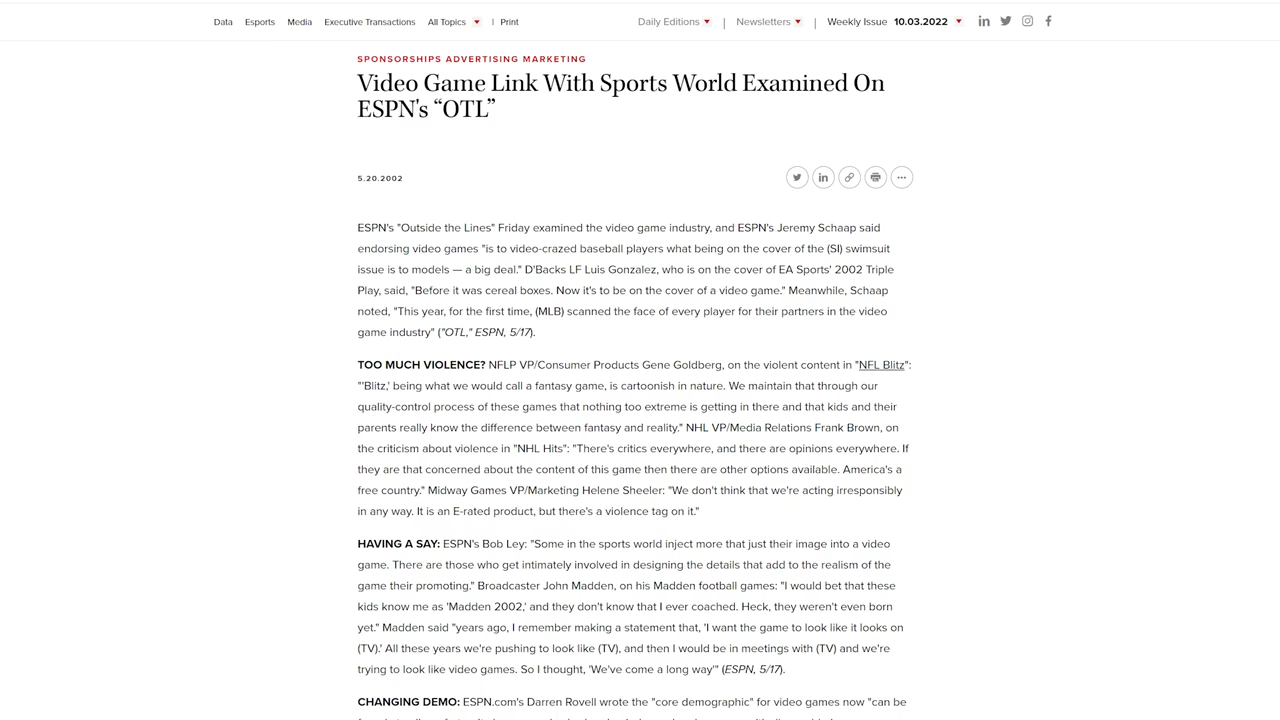 Data Esports Media Executive Transactions All Topics | Print Daily Editions | Newsletters | Weekly Issue 10.03.2022
SPONSORSHIPS ADVERTISING MARKETING
Video Game Link With Sports World Examined On
ESPN's “OTL”
5.20.2002
ESPN's "Outside the Lines" Friday examined the video game industry, and ESPN's Jeremy Schaap said
endorsing video games "is to video-crazed baseball players what being on the cover of the (SI) swimsuit
issue is to models — a big deal." D'Backs LF Luis Gonzalez, who is on the cover of EA Sports' 2002 Triple
Play, said, "Before it was cereal boxes. Now it's to be on the cover of a video game." Meanwhile, Schaap
noted, "This year, for the first time, (MLB) scanned the face of every player for their partners in the video
game industry" ("OTL," ESPN, 5/17).
TOO MUCH VIOLENCE? NFLP VP/Consumer Products Gene Goldberg, on the violent content in "NFL Blitz":
"'Blitz,' being what we would call a fantasy game, is cartoonish in nature. We maintain that through our
quality-control process of these games that nothing too extreme is getting in there and that kids and their
parents really know the difference between fantasy and reality." NHL VP/Media Relations Frank Brown, on
the criticism about violence in "NHL Hits": "There's critics everywhere, and there are opinions everywhere. If
they are that concerned about the content of this game then there are other options available. America's a
free country." Midway Games VP/Marketing Helene Sheeler: "We don't think that we're acting irresponsibly
in any way. It is an E-rated product, but there's a violence tag on it."
HAVING A SAY: ESPN's Bob Ley: "Some in the sports world inject more that just their image into a video
game. There are those who get intimately involved in designing the details that add to the realism of the
game their promoting." Broadcaster John Madden, on his Madden football games: "I would bet that these
kids know me as 'Madden 2002,' and they don't know that I ever coached. Heck, they weren't even born
yet." Madden said "years ago, I remember making a statement that, 'I want the game to look like it looks on
(TV).' All these years we're pushing to look like (TV), and then I would be in meetings with (TV) and we're
trying to look like video games. So I thought, 'We've come a long way'" (ESPN, 5/17).
CHANGING DEMO: ESPN.com's Darren Rovell wrote the "core demographic" for video games now "can be